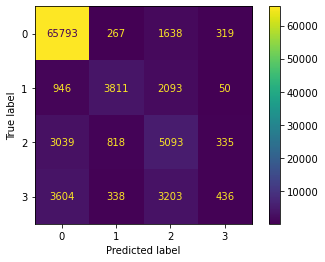 0 65793 267 1638 319
1 946 3811 2093 50
2 3039 818 5093 335
3 3604 338 3203 436
0 1 2 3
Predicted label
True label
60000
50000
40000
30000
20000
10000